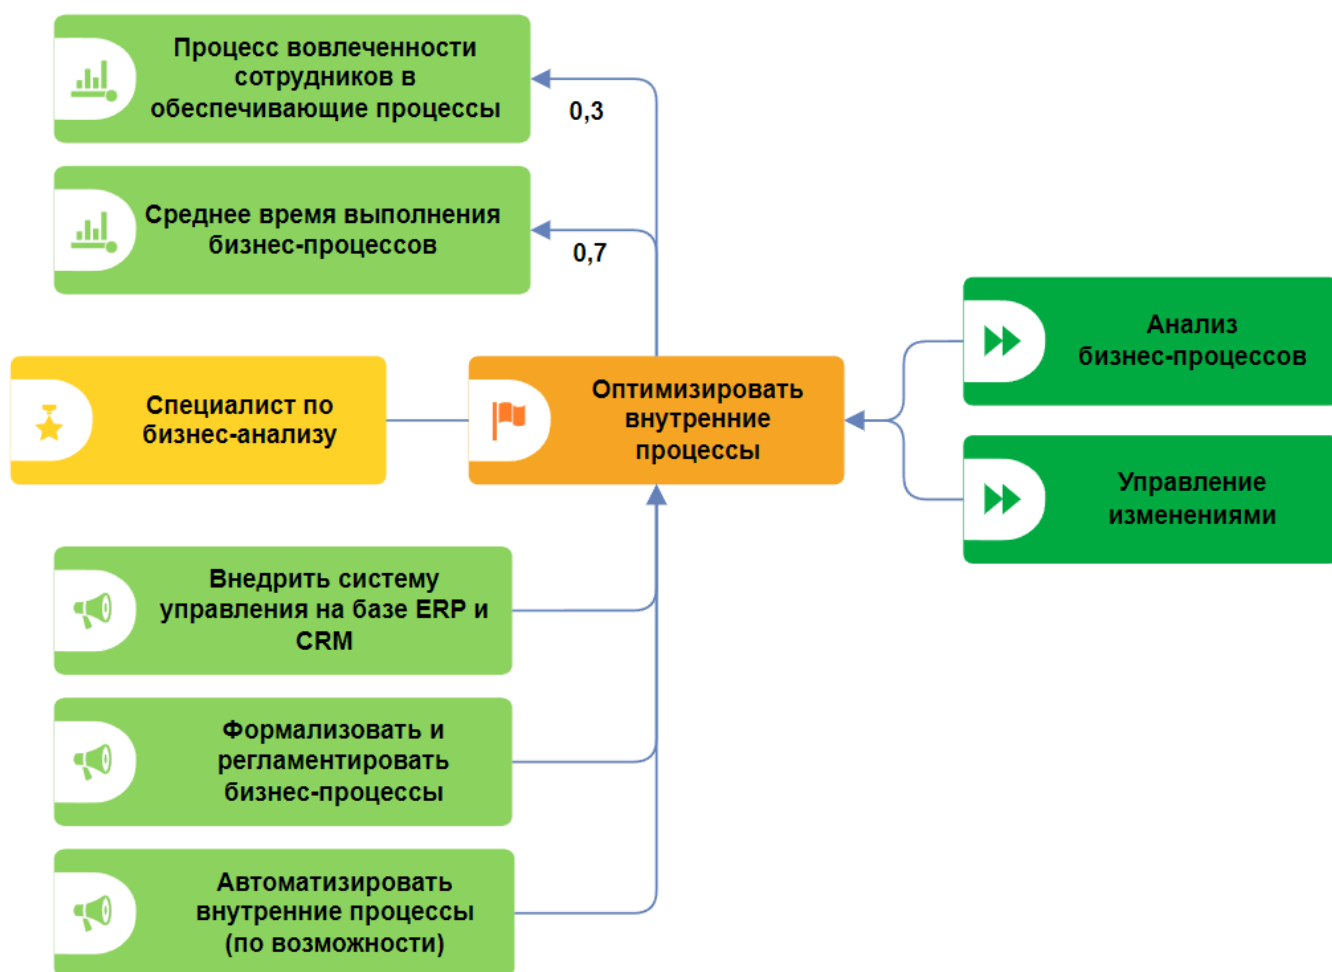 Процесс вовлеченности
сотрудников в
обеспечивающие процессы
0,3
Среднее время выполнения
бизнес-процессов
0,7
Анализ
бизнес-процессов
Специалист по
бизнес-анализу
Оптимизировать
внутренние
процессы
Управление
изменениями
Внедрить систему
управления на базе ERP и
CRM
Формализовать и
регламентировать
бизнес-процессы
Автоматизировать
внутренние процессы
(по возможности)